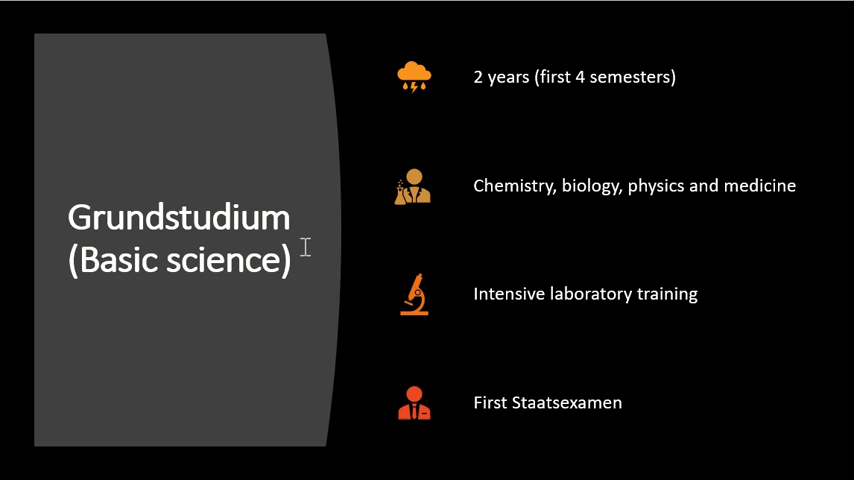 Grundstudium
(Basic science)
2 years (first 4 semesters)
Chemistry, biology, physics and medicine
Intensive laboratory training
First Staatsexamen